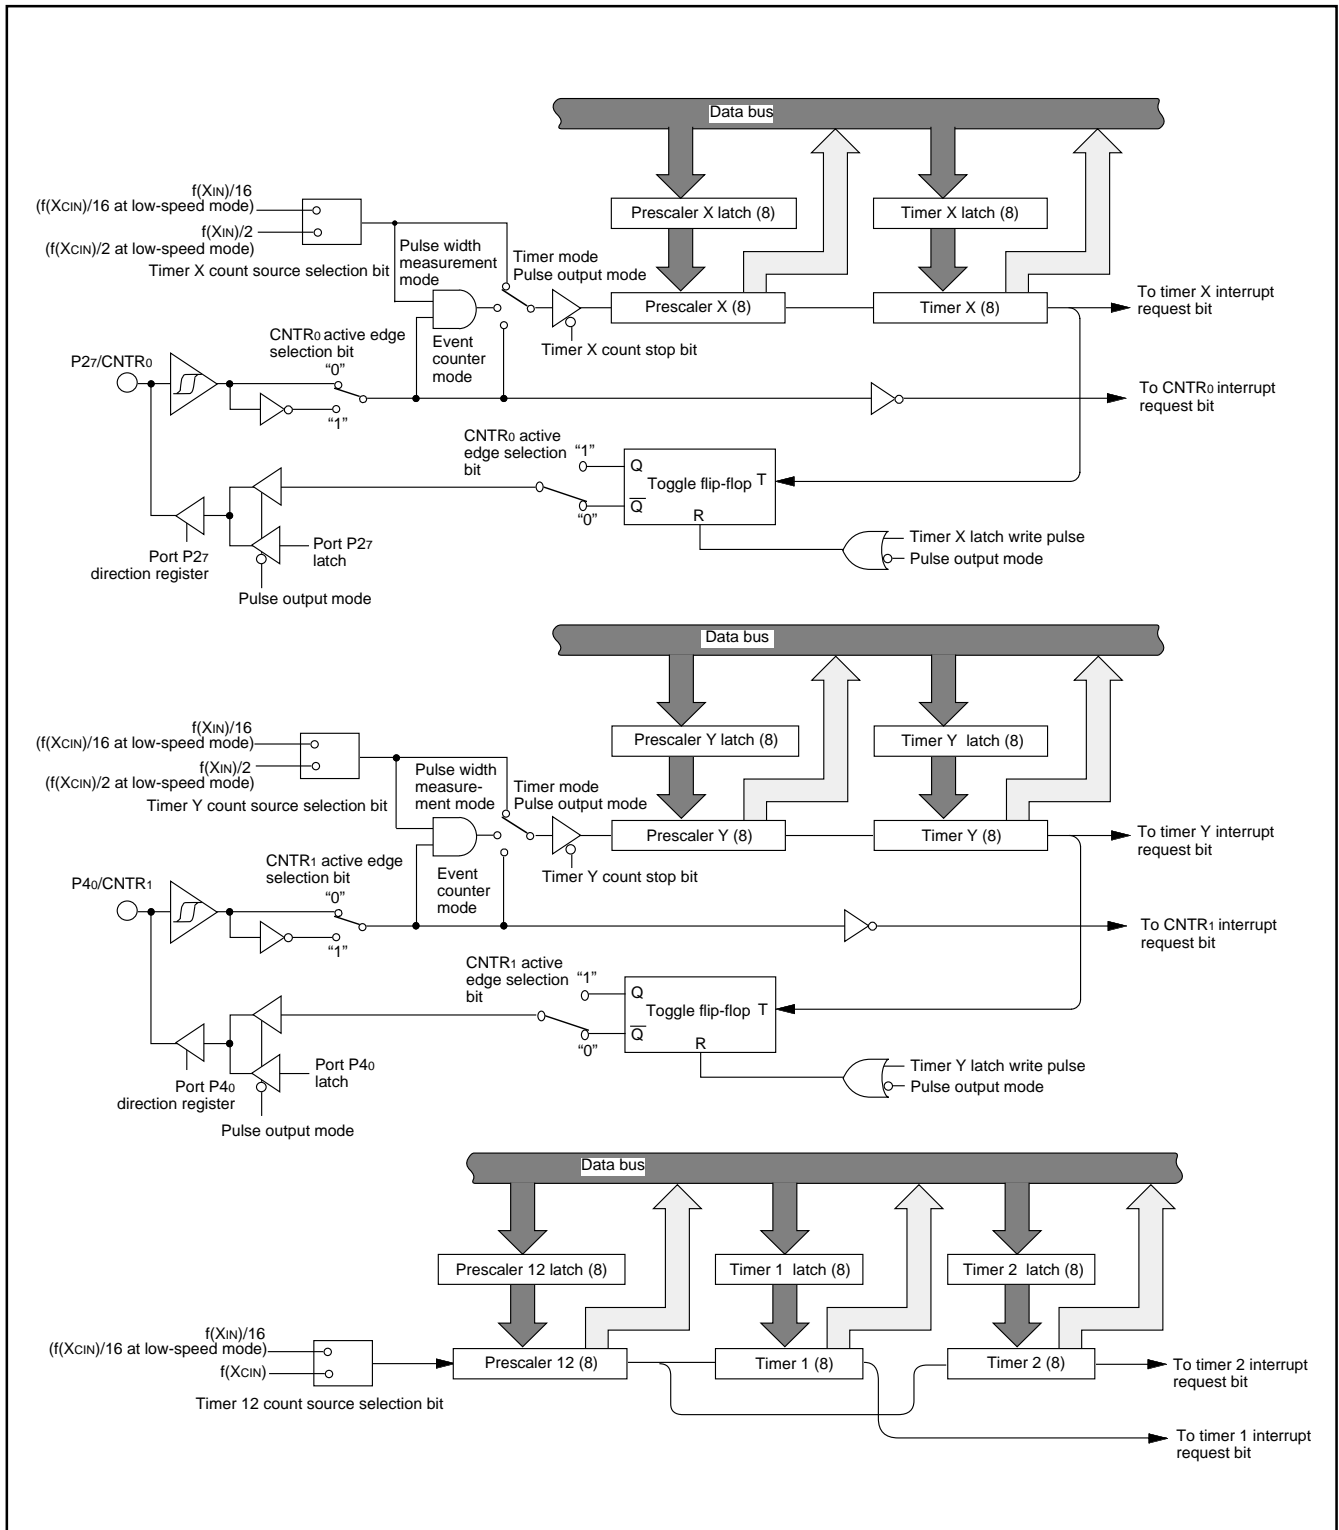 Data bus
f(XIN)/16
(f(XCIN)/16 at low-speed mode)
f(XIN)/2
(f(XCIN)/2 at low-speed mode)
Timer X count source selection bit
Prescaler X latch (8)
Timer X latch (8)
Pulse width
measurement
mode
Timer mode
Pulse output mode
Prescaler X (8)
Timer X (8)
To timer X interrupt
request bit
CNTR0 active edge
selection bit
"0"
Event
counter
mode
Timer X count stop bit
P27/CNTR0
"1"
To CNTR0 interrupt
request bit
CNTR0 active
edge selection
bit
"1"
Q
Toggle flip-flop
T
Q
"0"
R
Port P27
direction register
Port P27
latch
Pulse output mode
Timer X latch write pulse
Pulse output mode
Data bus
f(XIN)/16
(f(XCIN)/16 at low-speed mode)
f(XIN)/2
(f(XCIN)/2 at low-speed mode)
Timer Y count source selection bit
Prescaler Y latch (8)
Timer Y latch (8)
Pulse width
measure-
ment mode
Timer mode
Pulse output mode
Prescaler Y (8)
Timer Y (8)
To timer Y interrupt
request bit
CNTR1 active edge
selection bit
"0"
Event
counter
mode
Timer Y count stop bit
P40/CNTR1
"1"
To CNTR1 interrupt
request bit
CNTR1 active
edge selection
bit
"1"
Q
Toggle flip-flop
T
Q
"0"
R
Port P40
direction register
Port P40
latch
Pulse output mode
Timer Y latch write pulse
Pulse output mode
Data bus
Prescaler 12 latch (8)
Timer 1 latch (8)
Timer 2 latch (8)
f(XIN)/16
(f(XCIN)/16 at low-speed mode)
f(XCIN)
Timer 12 count source selection bit
Prescaler 12 (8)
Timer 1 (8)
Timer 2 (8)
To timer 2 interrupt
request bit
To timer 1 interrupt
request bit